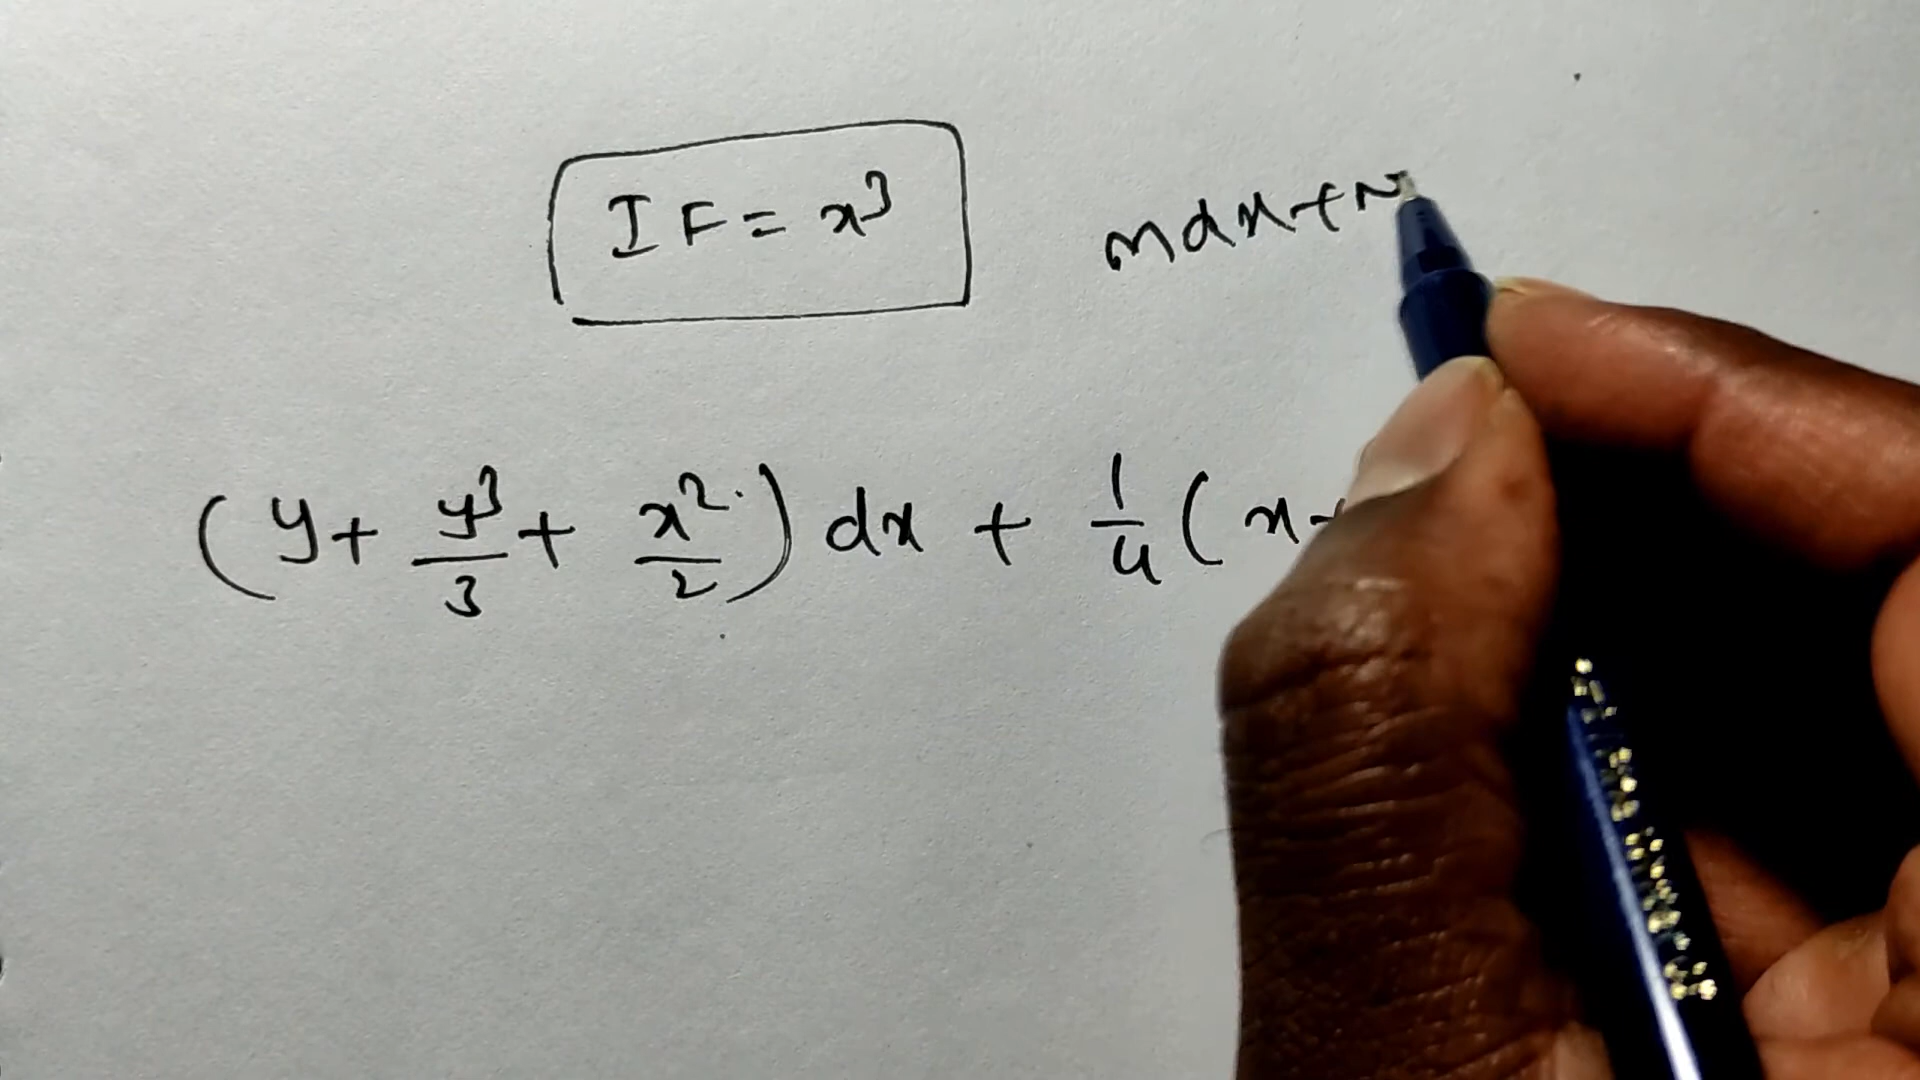 IF = x³
mdx + N
(y + y³/3 + x²/2) dx + 1/4 (x +